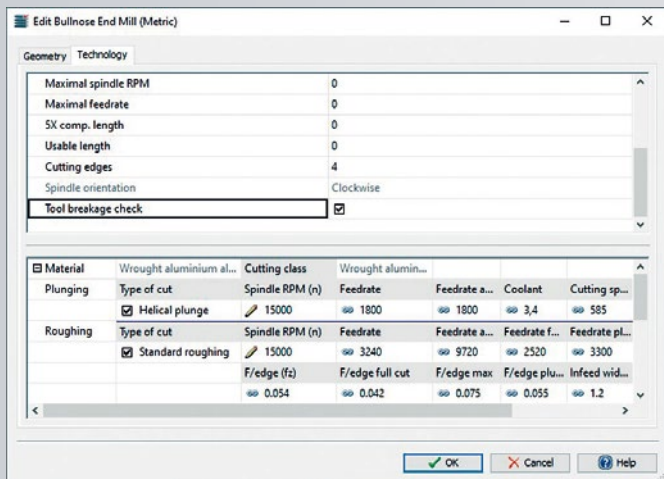 Edit Bullnose End Mill (Metric)
Geometry Technology
Maximal spindle RPM 0
Maximal feedrate 0
5X comp. length 0
Usable length 0
Cutting edges 4
Spindle orientation Clockwise
Tool breakage check
Material Wrought aluminium al... Cutting class Wrought alumin...
Plunging Type of cut Spindle RPM (n) Feedrate Feedrate a... Coolant Cutting sp...
Helical plunge 15000 1800 1800 3,4 585
Roughing Type of cut Spindle RPM (n) Feedrate Feedrate a... Feedrate f... Feedrate pl...
Standard roughing 15000 3240 9720 2520 3300
F/edge (fz) F/edge full cut F/edge max F/edge plu... Infeed wid...
0.054 0.042 0.075 0.055 1.2
OK Cancel Help